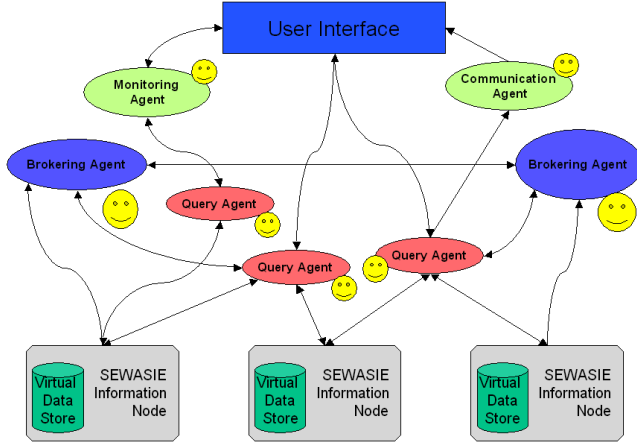 User Interface
Monitoring
Agent
Communication
Agent
Brokering Agent
Brokering Agent
Query Agent
Query Agent
Query Agent
Virtual
Data
Store
SEWASIE
Information
Node
Virtual
Data
Store
SEWASIE
Information
Node
Virtual
Data
Store
SEWASIE
Information
Node